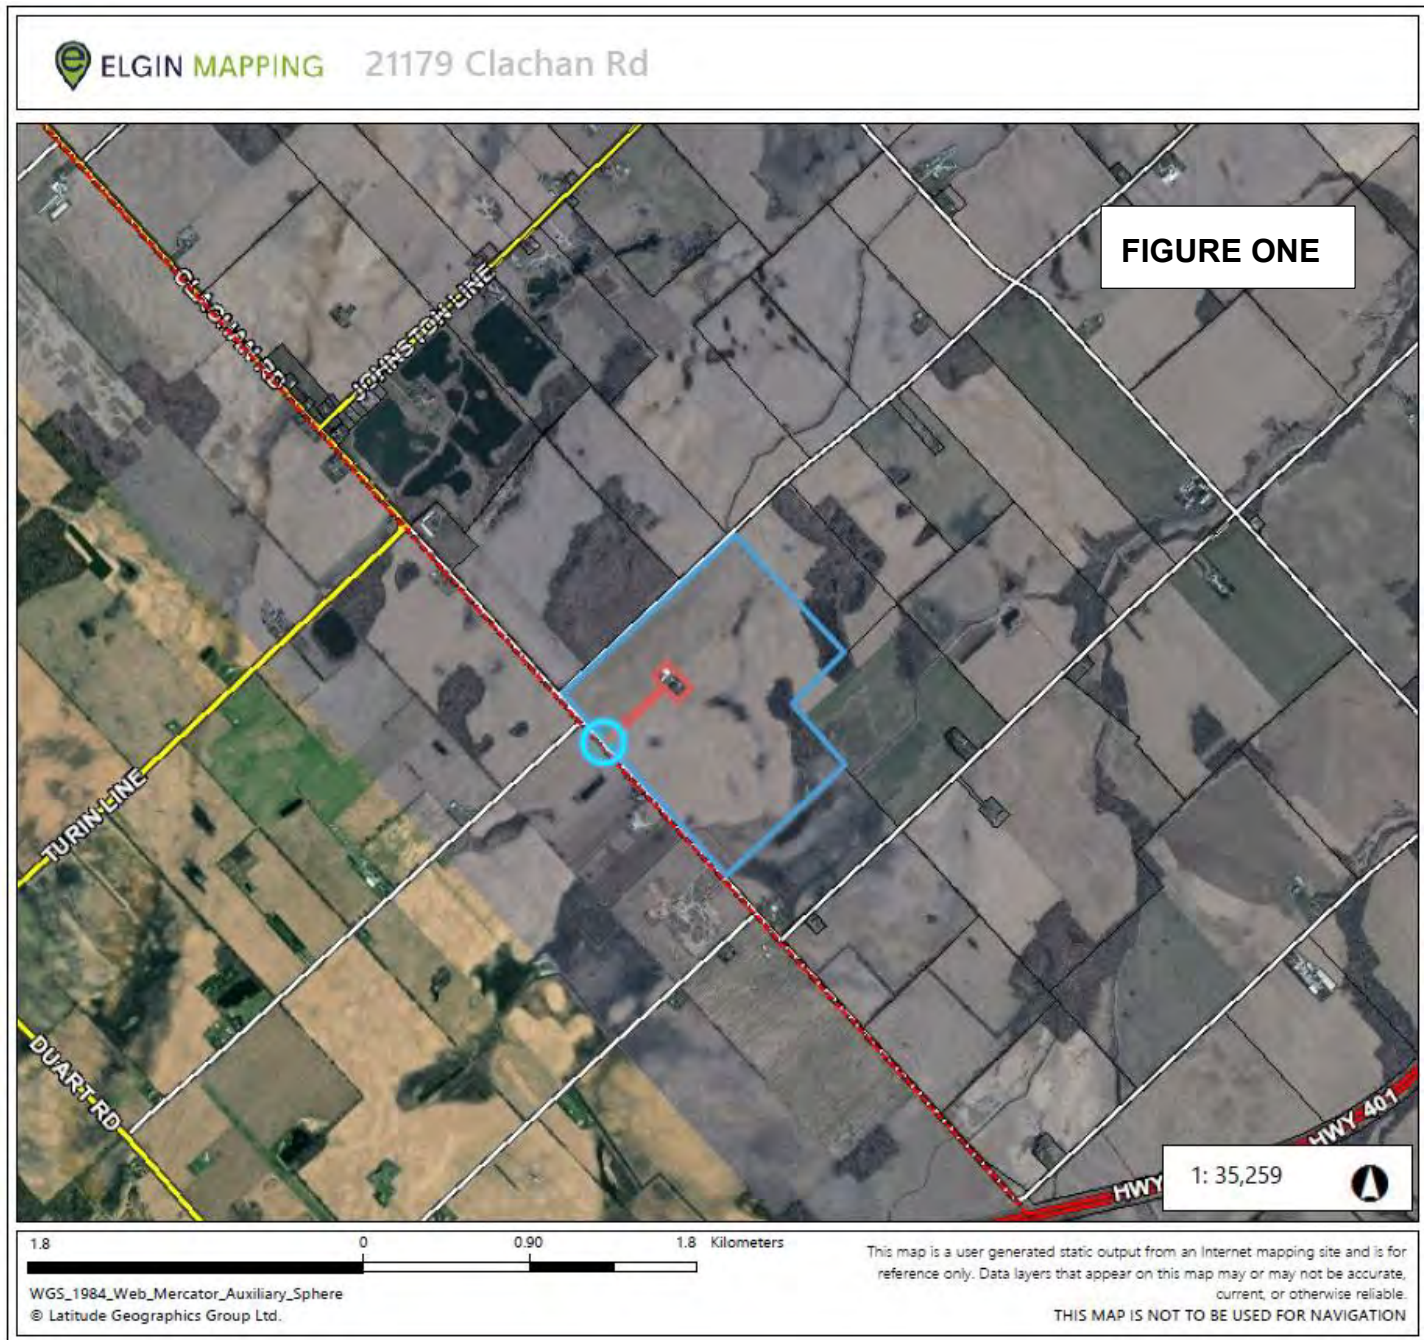 ELGIN MAPPING 21179 Clachan Rd
FIGURE ONE
CLACHAN RD
JOHNSTON LINE
TURIN LINE
DUART RD
HWY 401
HWY
1: 35,259
1.8 0 0.90 1.8 Kilometers
WGS_1984_Web_Mercator_Auxiliary_Sphere
© Latitude Geographics Group Ltd.
This map is a user generated static output from an Internet mapping site and is for
reference only. Data layers that appear on this map may or may not be accurate,
current, or otherwise reliable.
THIS MAP IS NOT TO BE USED FOR NAVIGATION